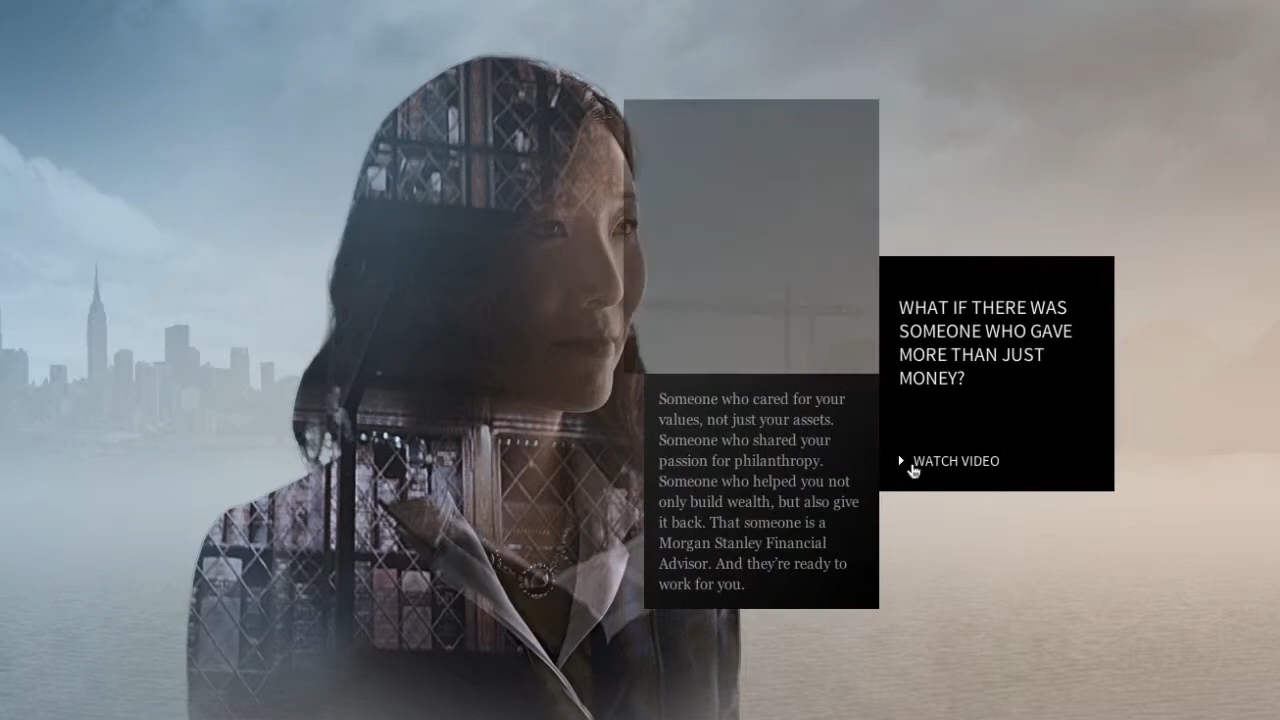 WHAT IF THERE WAS
SOMEONE WHO GAVE
MORE THAN JUST
MONEY?
WATCH VIDEO
Someone who cared for your
values, not just your assets.
Someone who shared your
passion for philanthropy.
Someone who helped you not
only build wealth, but also give
it back. That someone is a
Morgan Stanley Financial
Advisor. And they're ready to
work for you.